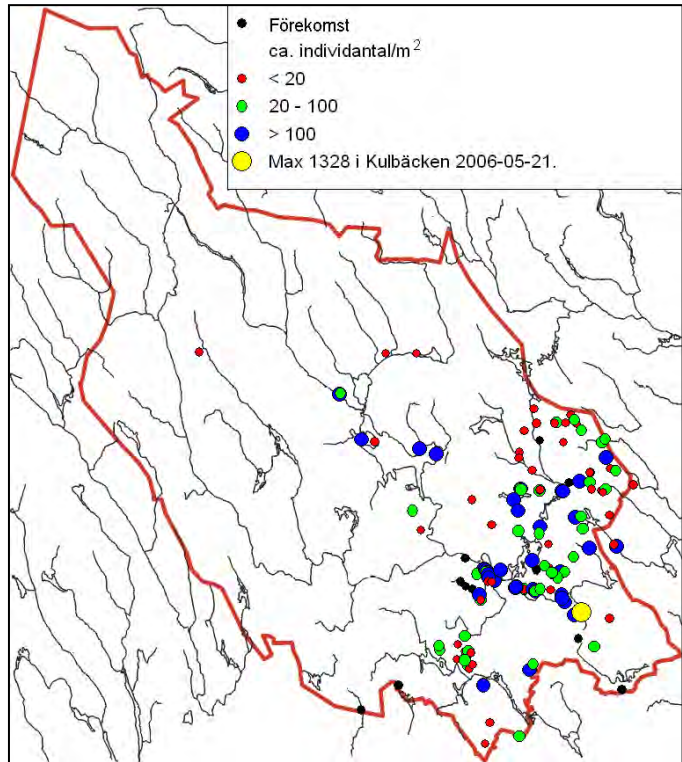 Förekomst
ca. individantal/m²
< 20
20 - 100
> 100
Max 1328 i Kulbäcken 2006-05-21.